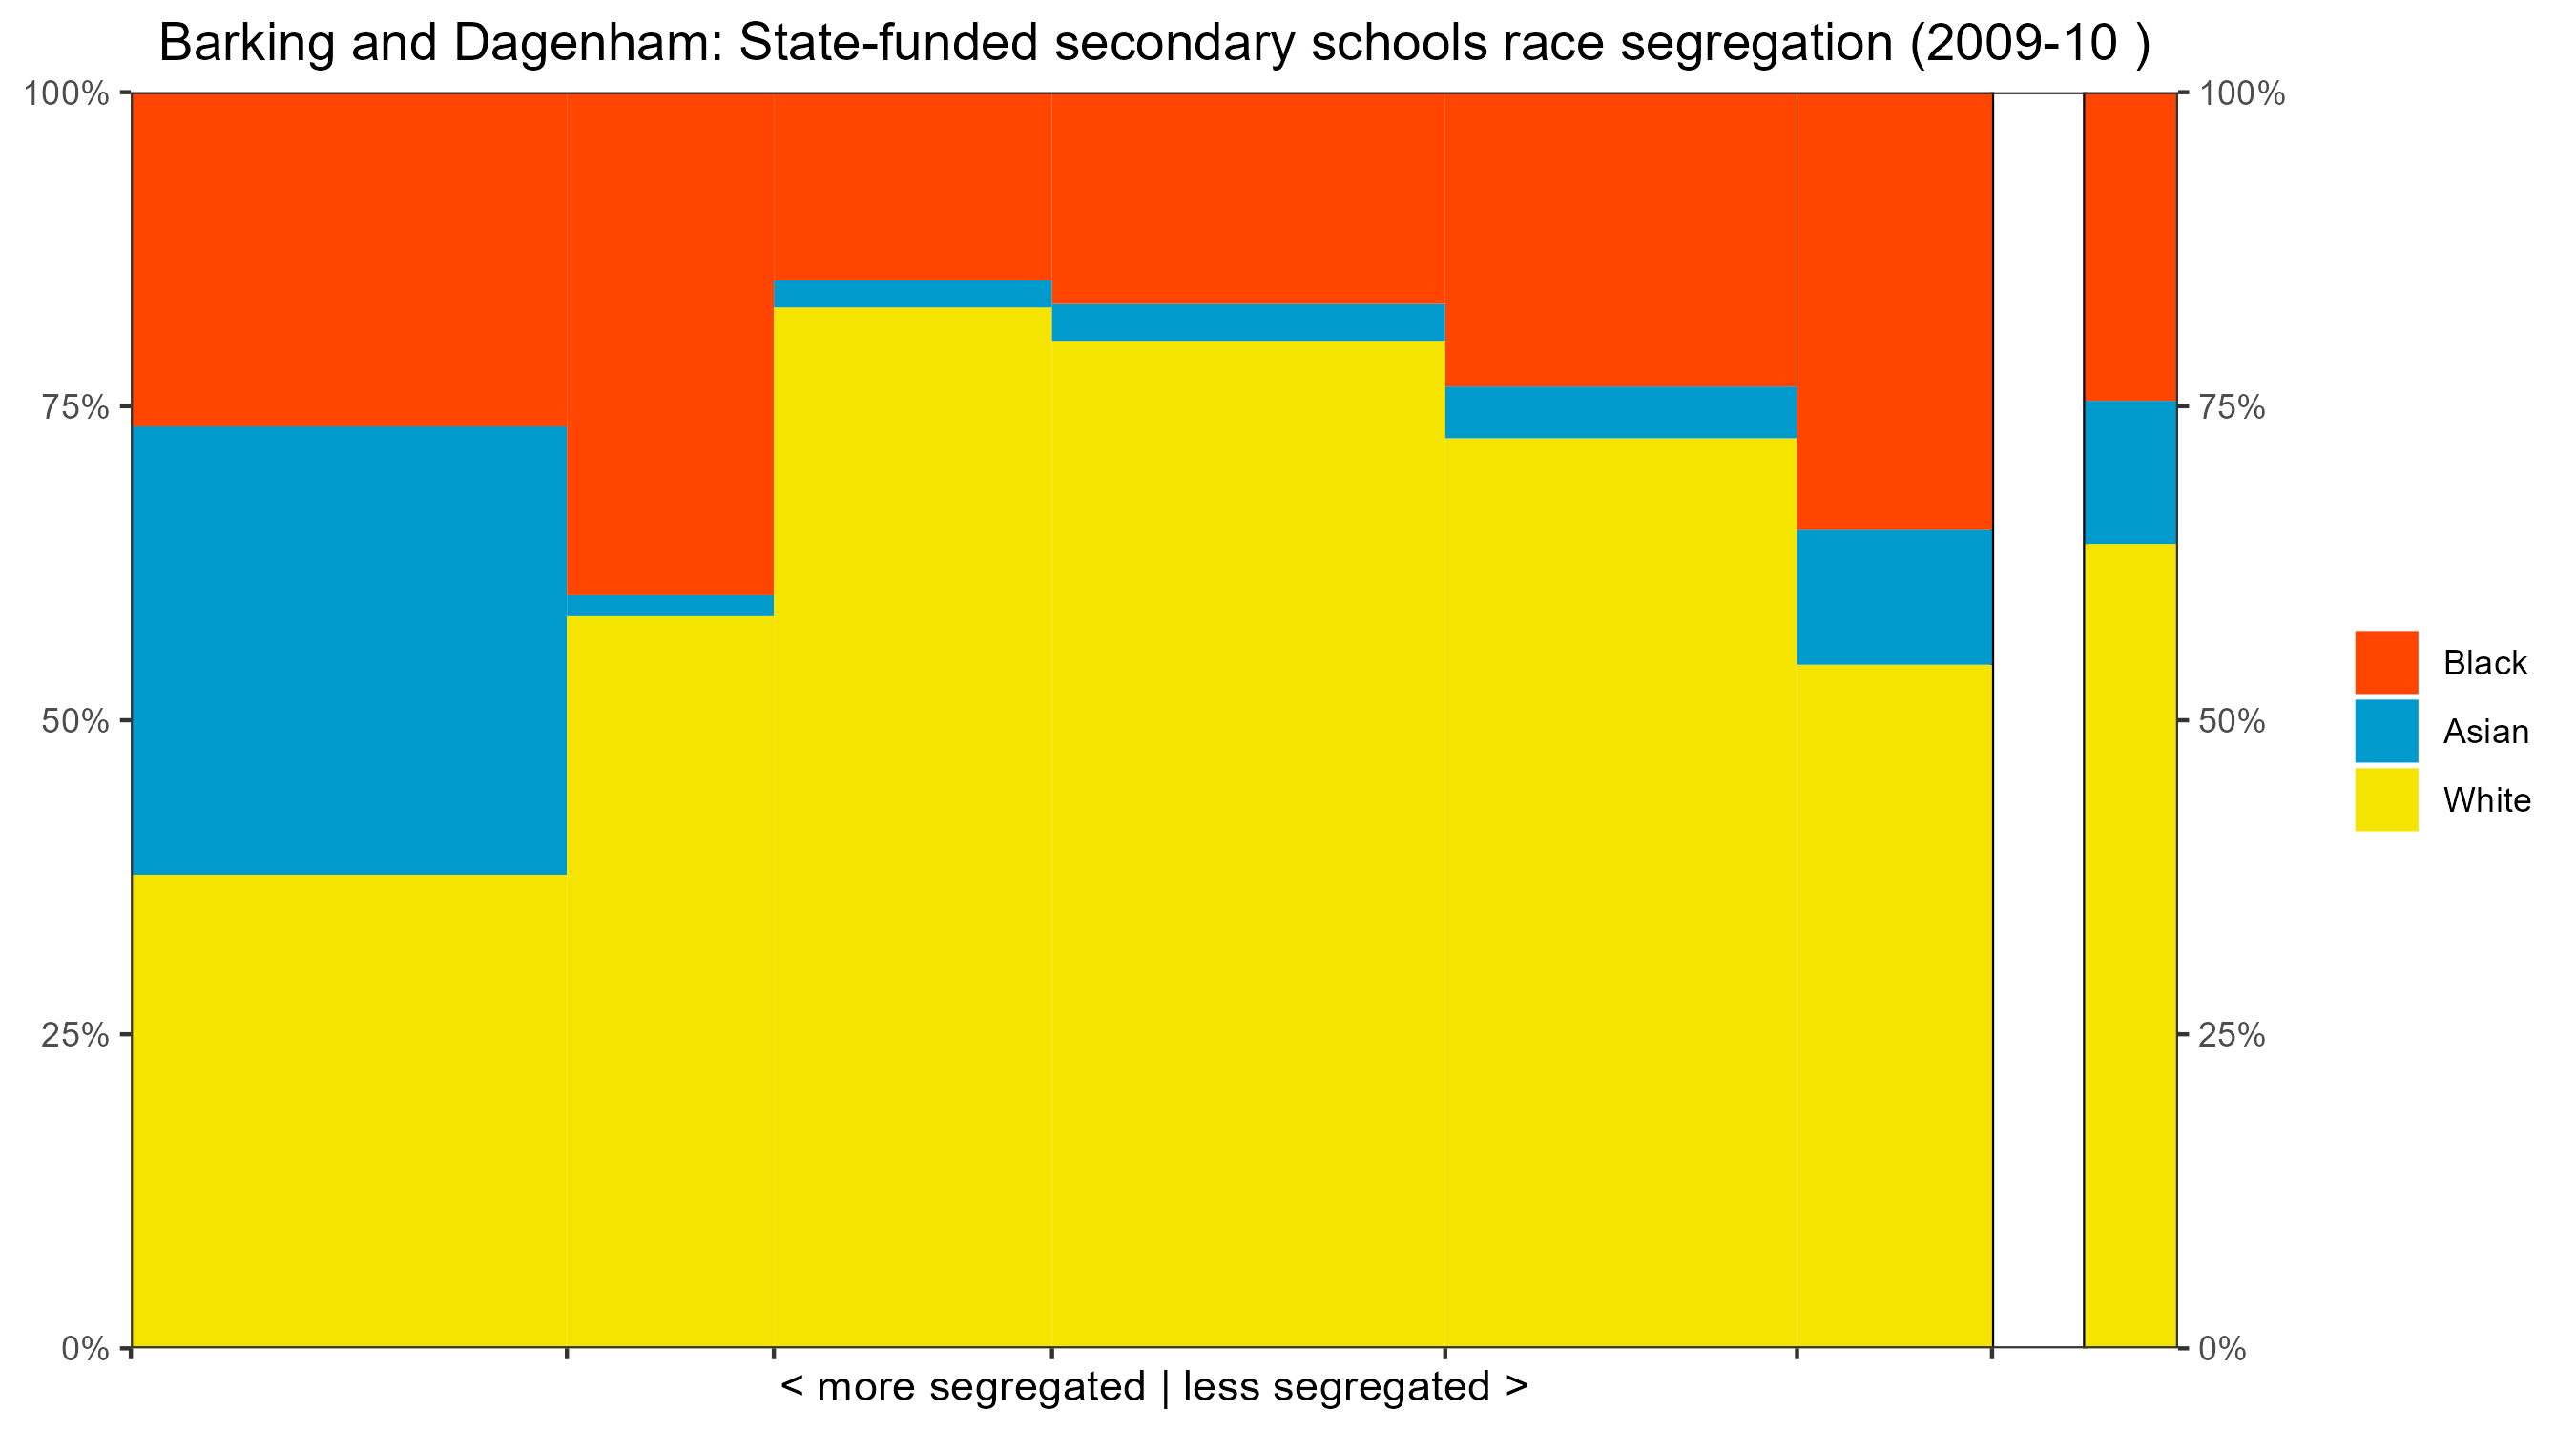 Barking and Dagenham: State-funded secondary schools race segregation (2009-10 )
100%
75%
50%
25%
0%
100%
75%
50%
25%
0%
Black
Asian
White
< more segregated | less segregated >